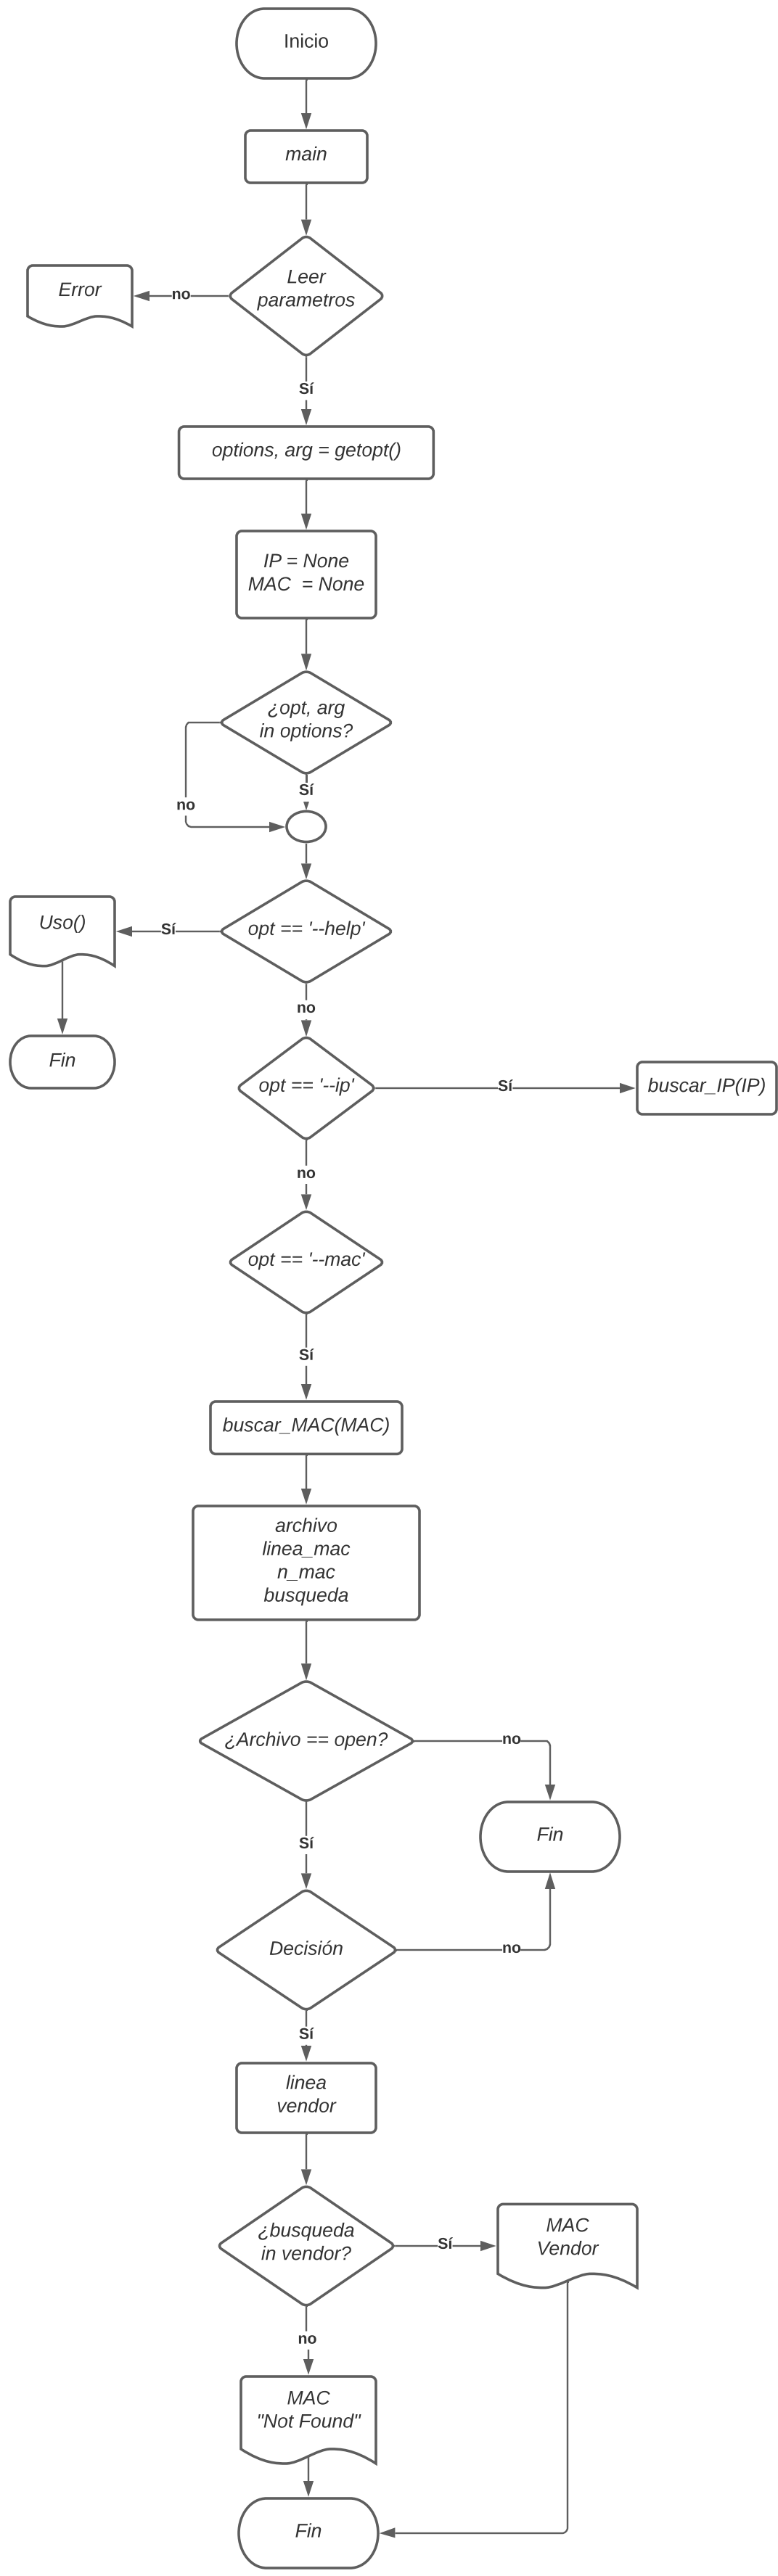 Inicio
main
Leer
parametros
no
Error
Sí
options, arg = getopt()
IP = None
MAC  = None
¿opt, arg
in options?
Sí
no
opt == '--help'
Sí
Uso()
Fin
no
opt == '--ip'
Sí
buscar_IP(IP)
no
opt == '--mac'
Sí
buscar_MAC(MAC)
archivo
linea_mac
n_mac
busqueda
¿Archivo == open?
no
Fin
Sí
Decisión
no
Sí
linea
vendor
¿busqueda
in vendor?
Sí
MAC
Vendor
no
MAC
"Not Found"
Fin